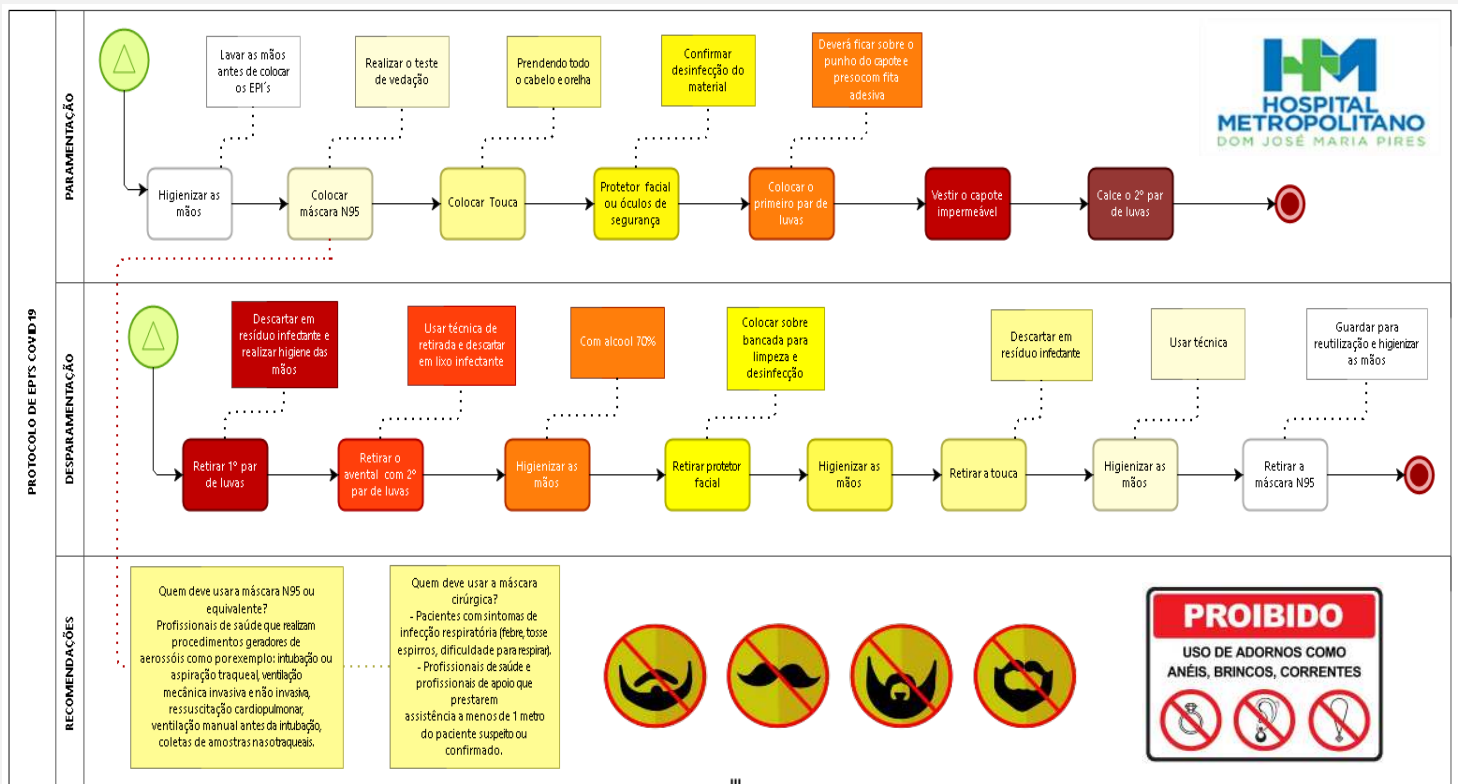 PROTOCOLO DE EPI'S COVID19
PARAMENTAÇÃO
Lavar as mãos
antes de colocar
os EPI´s
Realizar o teste
de vedação
Prendendo todo
o cabelo e orelha
Confirmar
desinfecção do
material
Deverá ficar sobre o
punho do capote e
presocom fita
adesiva
HM
HOSPITAL
METROPOLITANO
DOM JOSÉ MARIA PIRES
Higienizar as
mãos
Colocar
máscara N95
Colocar Touca
Protetor facial
ou óculos de
segurança
Colocar o
primeiro par de
luvas
Vestir o capote
impermeável
Calce o 2º par
de luvas
DESPARAMENTAÇÃO
Descartar em
resíduo infectante e
realizar higiene das
mãos
Usar técnica de
retirada e descartar
em lixo infectante
Com alcool 70%
Colocar sobre
bancada para
limpeza e
desinfecção
Descartar em
resíduo infectante
Usar técnica
Guardar para
reutilização e higienizar
as mãos
Retirar 1º par
de luvas
Retirar o
avental com 2º
par de luvas
Higienizar as
mãos
Retirar protetor
facial
Higienizar as
mãos
Retirar a touca
Higienizar as
mãos
Retirar a
máscara N95
RECOMENDAÇÕES
Quem deve usar a máscara N95 ou
equivalente?
Profissionais de saúde que realizam
procedimentos geradores de
aerossóis como por exemplo: intubação ou
aspiração traqueal, ventilação
mecânica invasiva e não invasiva,
ressuscitação cardiopulmonar,
ventilação manual antes da intubação,
coletas de amostras nasotraqueais.
Quem deve usar a máscara
cirúrgica?
- Pacientes com sintomas de
infecção respiratória (febre, tosse
espirros, dificuldade para respirar).
- Profissionais de saúde e
profissionais de apoio que
prestarem
assistência a menos de 1 metro
do paciente suspeito ou
confirmado.
PROIBIDO
USO DE ADORNOS COMO
ANÉIS, BRINCOS, CORRENTES